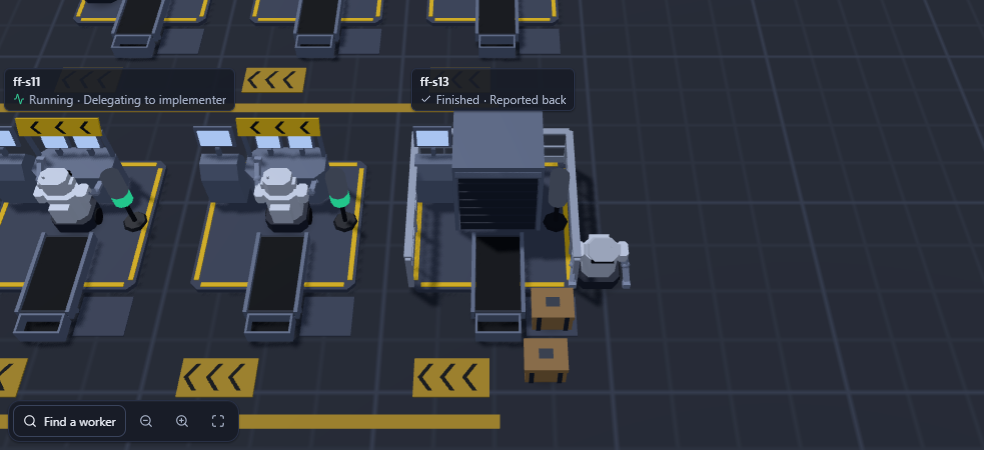 ff-s11
Running · Delegating to implementer
ff-s13
Finished · Reported back
Find a worker